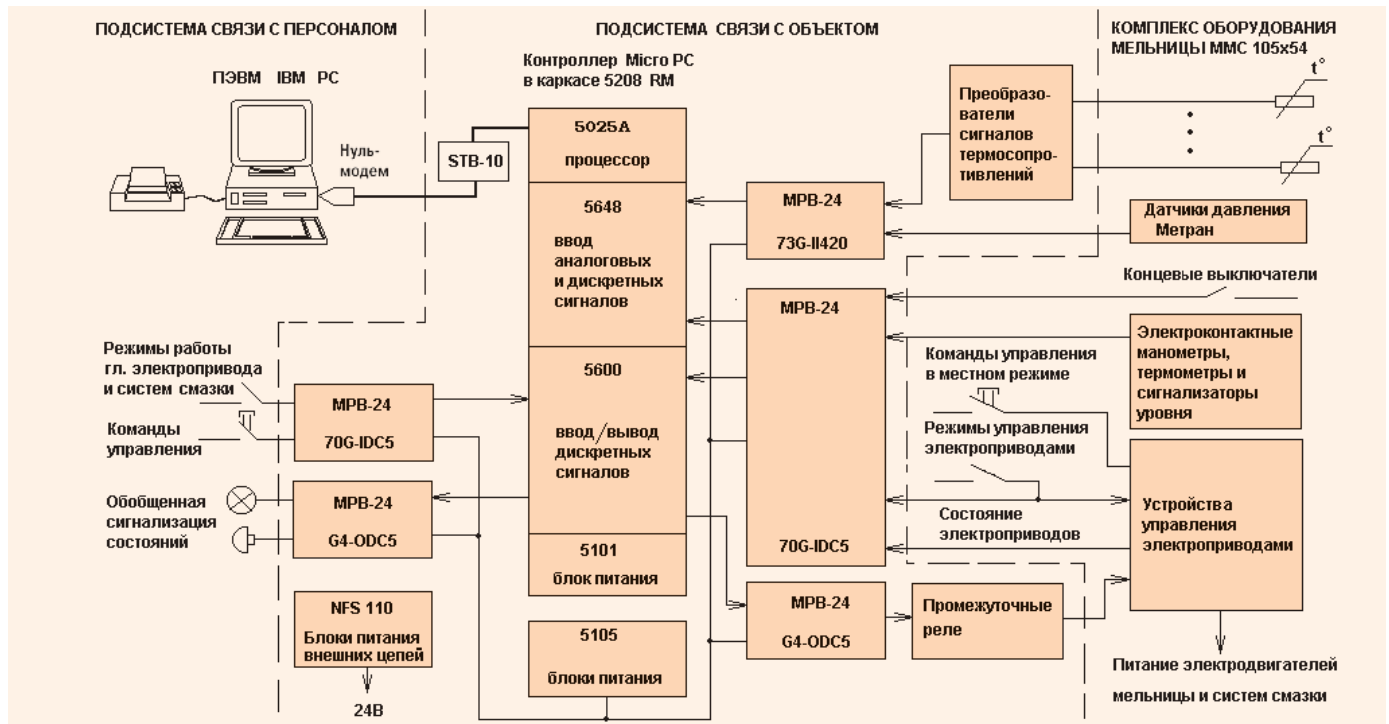 ПОДСИСТЕМА СВЯЗИ С ПЕРСОНАЛОМ
ПОДСИСТЕМА СВЯЗИ С ОБЪЕКТОМ
КОМПЛЕКС ОБОРУДОВАНИЯ
МЕЛЬНИЦЫ ММС 105х54
ПЭВМ IBM PC
Нуль-
модем
STB-10
Контроллер Micro PC
в каркасе 5208 RM
5025A
процессор
5648
ввод
аналоговых
и дискретных
сигналов
5600
ввод/вывод
дискретных
сигналов
5101
блок питания
5105
блоки питания
Преобразо-
ватели
сигналов
термосопро-
тивлений
t°
t°
МРВ-24
73G-II420
Датчики давления
Метран
МРВ-24
70G-IDC5
Концевые выключатели
Электроконтактные
манометры,
термометры и
сигнализаторы
уровня
Команды управления
в местном режиме
Режимы управления
электроприводами
Состояние
электроприводов
Устройства
управления
электроприводами
МРВ-24
G4-ODC5
Промежуточные
реле
Питание электродвигателей
мельницы и систем смазки
Режимы работы
гл. электропривода
и систем смазки
Команды
управления
МРВ-24
70G-IDC5
Обобщенная
сигнализация
состояний
МРВ-24
G4-ODC5
NFS 110
Блоки питания
внешних цепей
24В